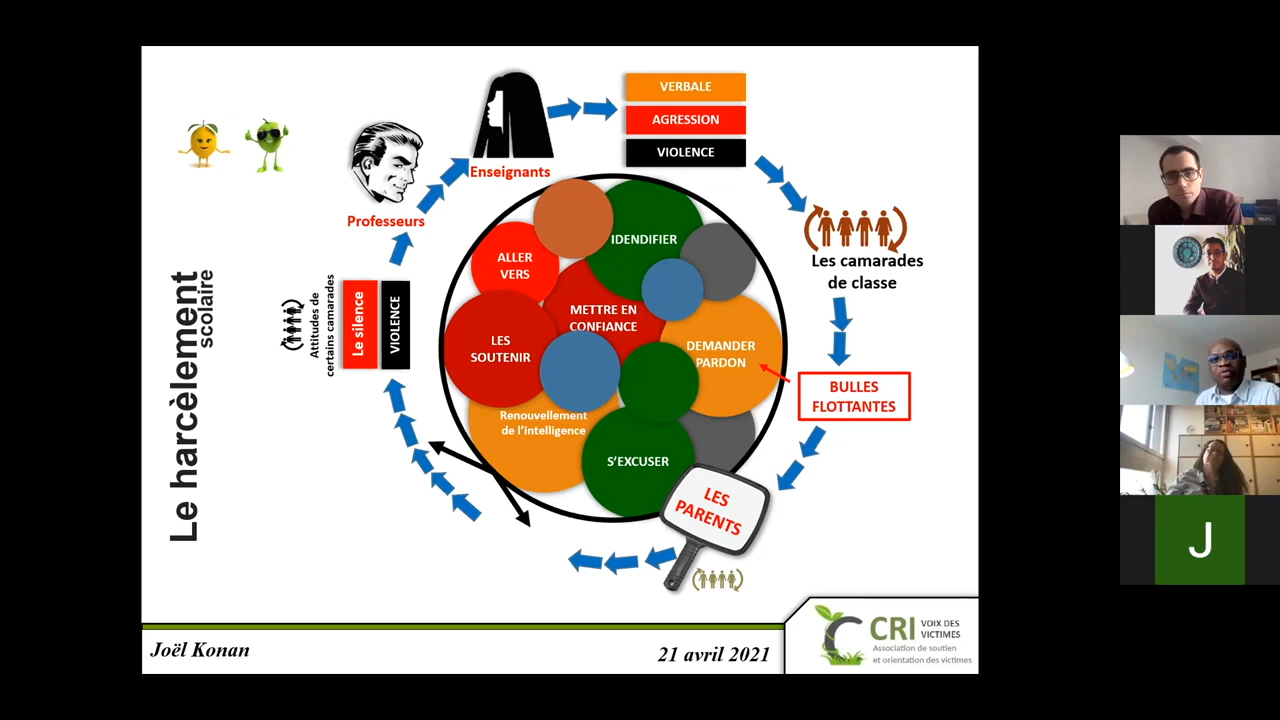 Le harcèlement
scolaire
Professeurs
Enseignants
VERBALE
AGRESSION
VIOLENCE
Les camarades
de classe
BULLES
FLOTTANTES
LES
PARENTS
Attitudes de
certains camarades
Le silence
VIOLENCE
IDENDIFIER
ALLER
VERS
METTRE EN
CONFIANCE
LES
SOUTENIR
DEMANDER
PARDON
Renouvellement
de l'intelligence
S'EXCUSER
Joël Konan
21 avril 2021
CRI VOIX DES
VICTIMES
Association de soutien
et orientation des victimes
J